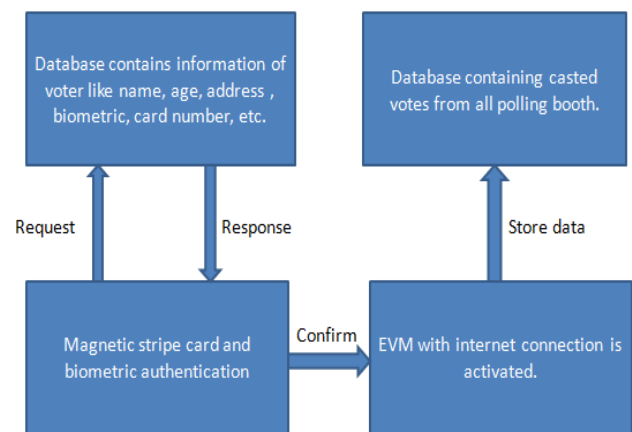 Database contains information of
voter like name, age, address ,
biometric, card number, etc.
Database containing casted
votes from all polling booth.
Request
Response
Store data
Magnetic stripe card and
biometric authentication
Confirm
EVM with internet connection is
activated.